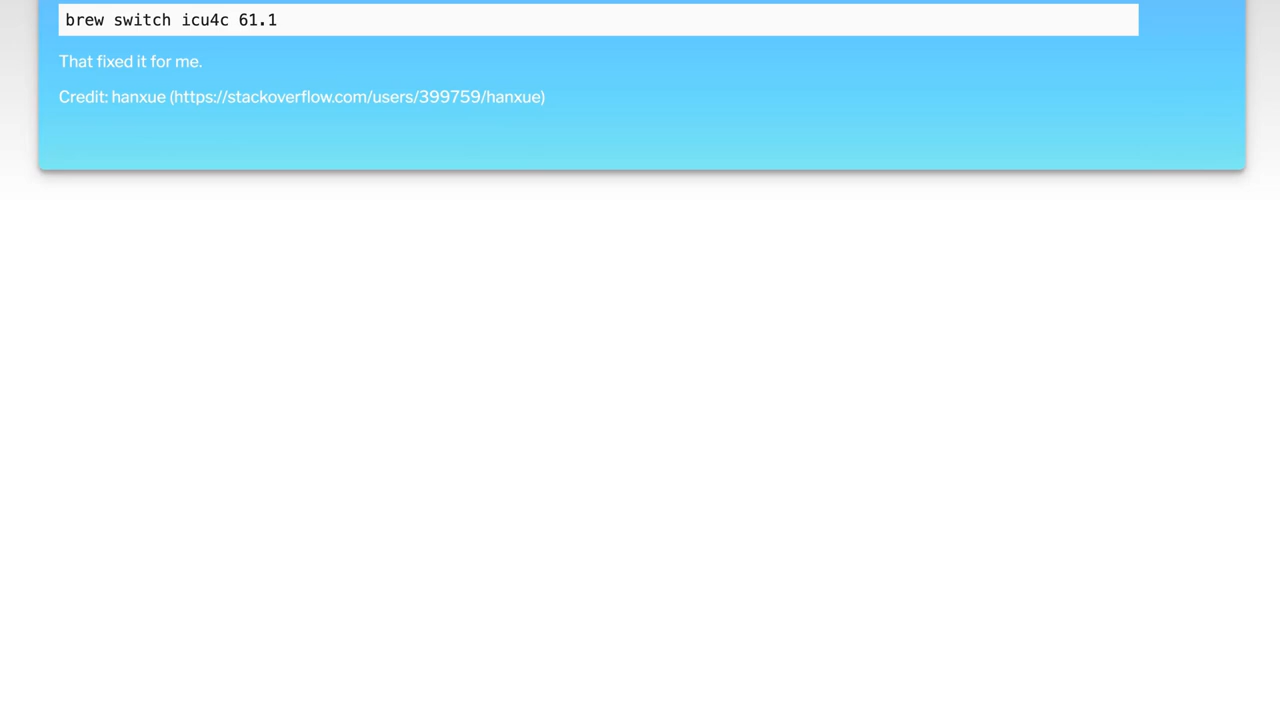 brew switch icu4c 61.1
That fixed it for me.
Credit: hanxue (https://stackoverflow.com/users/399759/hanxue)